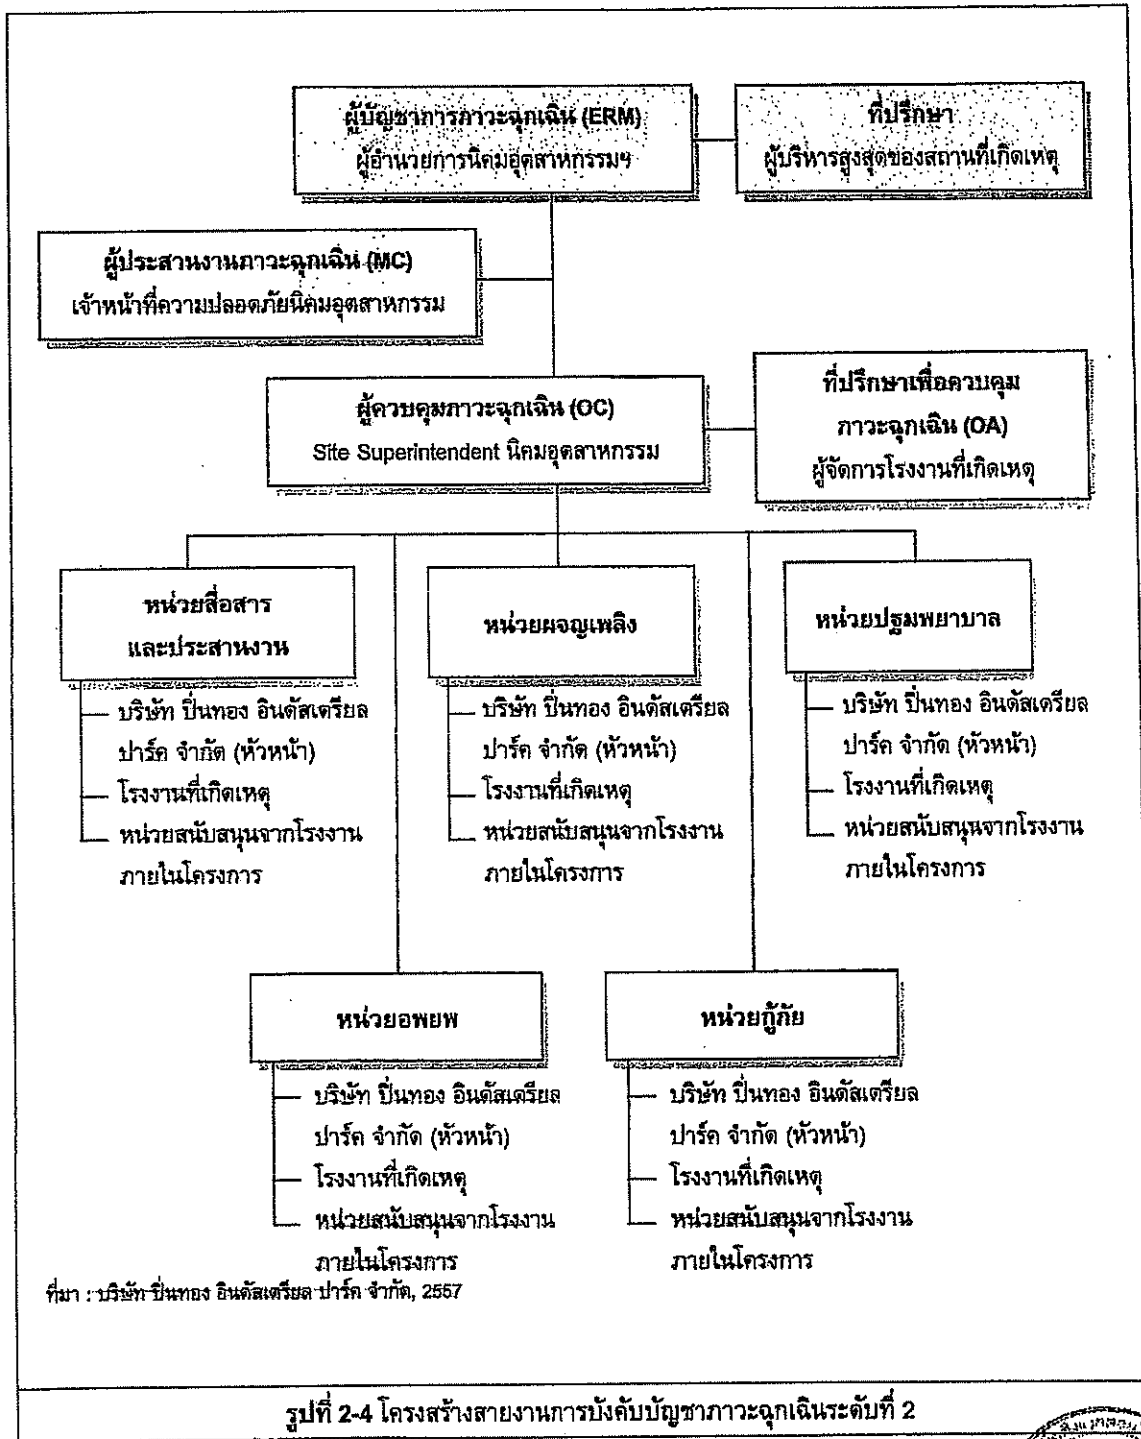 ผู้บัญชาการภาวะฉุกเฉิน (ERM)
ผู้อำนวยการนิคมอุตสาหกรรมฯ
ที่ปรึกษา
ผู้บริหารสูงสุดของสถานที่เกิดเหตุ
ผู้ประสานงานภาวะฉุกเฉิน (MC)
เจ้าหน้าที่ความปลอดภัยนิคมอุตสาหกรรม
ผู้ควบคุมภาวะฉุกเฉิน (OC)
Site Superintendent นิคมอุตสาหกรรม
ที่ปรึกษาเพื่อควบคุม
ภาวะฉุกเฉิน (OA)
ผู้จัดการโรงงานที่เกิดเหตุ
หน่วยสื่อสาร
และประสานงาน
บริษัท ปิ่นทอง อินดัสเตรียล
ปาร์ค จำกัด (หัวหน้า)
โรงงานที่เกิดเหตุ
หน่วยสนับสนุนจากโรงงาน
ภายในโครงการ
หน่วยผจญเพลิง
บริษัท ปิ่นทอง อินดัสเตรียล
ปาร์ค จำกัด (หัวหน้า)
โรงงานที่เกิดเหตุ
หน่วยสนับสนุนจากโรงงาน
ภายในโครงการ
หน่วยปฐมพยาบาล
บริษัท ปิ่นทอง อินดัสเตรียล
ปาร์ค จำกัด (หัวหน้า)
โรงงานที่เกิดเหตุ
หน่วยสนับสนุนจากโรงงาน
ภายในโครงการ
หน่วยอพยพ
บริษัท ปิ่นทอง อินดัสเตรียล
ปาร์ค จำกัด (หัวหน้า)
โรงงานที่เกิดเหตุ
หน่วยสนับสนุนจากโรงงาน
ภายในโครงการ
หน่วยกู้ภัย
บริษัท ปิ่นทอง อินดัสเตรียล
ปาร์ค จำกัด (หัวหน้า)
โรงงานที่เกิดเหตุ
หน่วยสนับสนุนจากโรงงาน
ภายในโครงการ
ที่มา : บริษัท ปิ่นทอง อินดัสเตรียล ปาร์ค จำกัด, 2557
รูปที่ 2-4 โครงสร้างสายงานการบังคับบัญชาภาวะฉุกเฉินระดับที่ 2